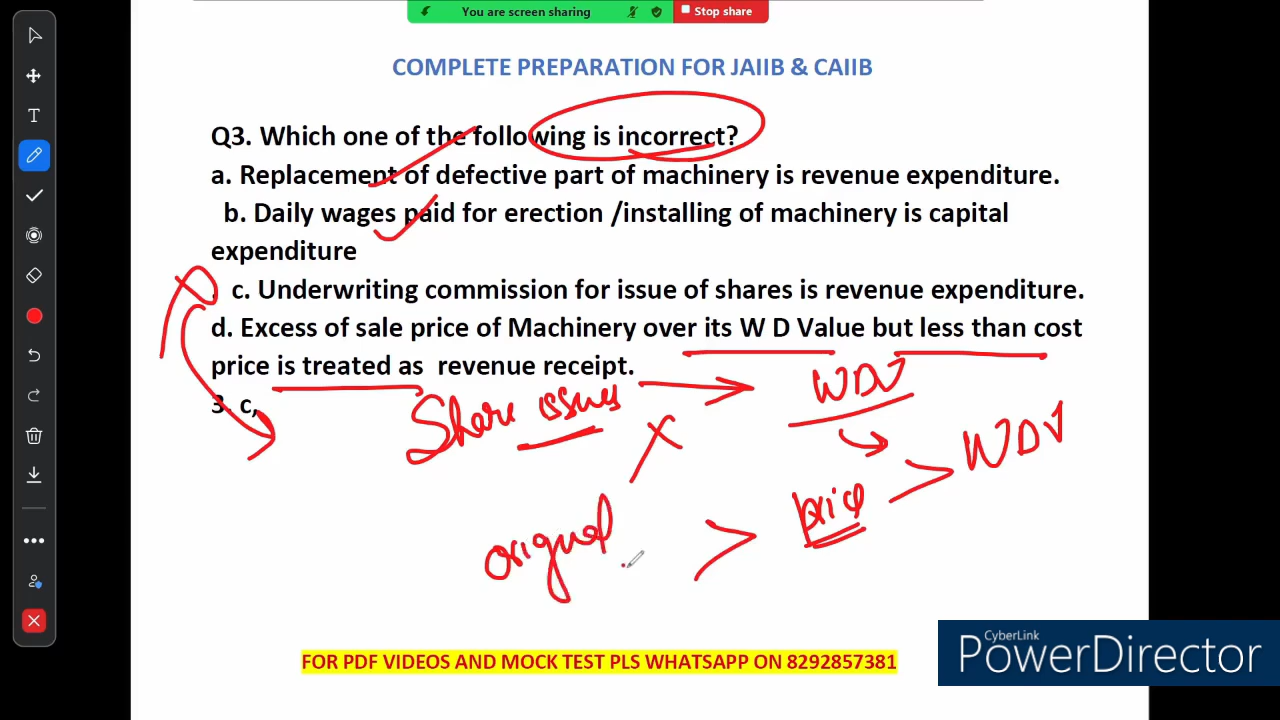 You are screen sharing
Stop share
COMPLETE PREPARATION FOR JAIIB & CAIIB
Q3. Which one of the following is incorrect?
a. Replacement of defective part of machinery is revenue expenditure.
b. Daily wages paid for erection /installing of machinery is capital
expenditure
. c. Underwriting commission for issue of shares is revenue expenditure.
d. Excess of sale price of Machinery over its W D Value but less than cost
price is treated as revenue receipt.
3. c,
Share issues
WDV
WDV
original > price >
FOR PDF VIDEOS AND MOCK TEST PLS WHATSAPP ON 8292857381
CyberLink
PowerDirector
T